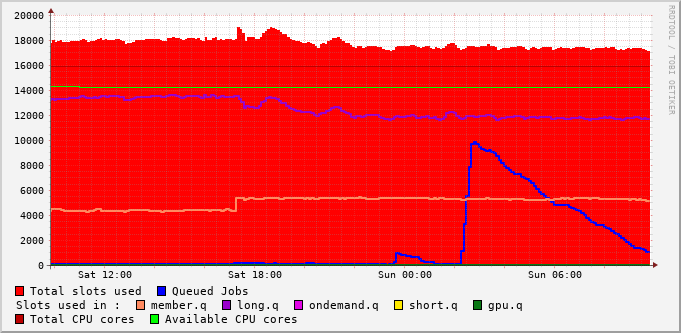 20000
18000
16000
14000
12000
10000
8000
6000
4000
2000
0
Sat 12:00 Sat 18:00 Sun 00:00 Sun 06:00
RRDTOOL / TOBI OETIKER
Total slots used Queued Jobs
Slots used in : member.q long.q ondemand.q short.q gpu.q
Total CPU cores Available CPU cores